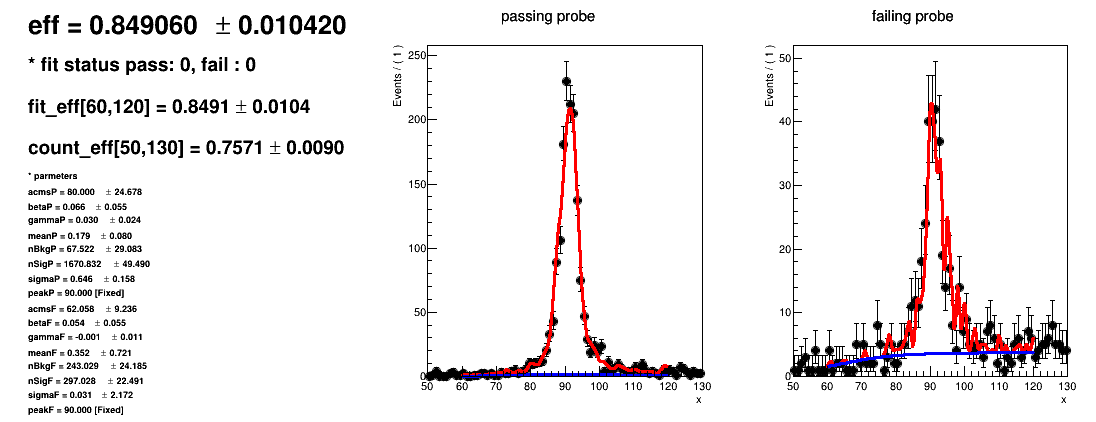 eff = 0.849060 ± 0.010420
* fit status pass: 0, fail : 0
fit_eff[60,120] = 0.8491 ± 0.0104
count_eff[50,130] = 0.7571 ± 0.0090
* parmeters
acmsP = 80.000 ± 24.678
betaP = 0.066 ± 0.055
gammaP = 0.030 ± 0.024
meanP = 0.179 ± 0.080
nBkgP = 67.522 ± 29.083
nSigP = 1670.832 ± 49.490
sigmaP = 0.646 ± 0.158
peakP = 90.000 [Fixed]
acmsF = 62.058 ± 9.236
betaF = 0.054 ± 0.055
gammaF = -0.001 ± 0.011
meanF = 0.352 ± 0.721
nBkgF = 243.029 ± 24.185
nSigF = 297.028 ± 22.491
sigmaF = 0.031 ± 2.172
peakF = 90.000 [Fixed]
passing probe
Events / ( 1 )
250
200
150
100
50
0
50 60 70 80 90 100 110 120 130
x
failing probe
Events / ( 1 )
50
40
30
20
10
0
50 60 70 80 90 100 110 120 130
x